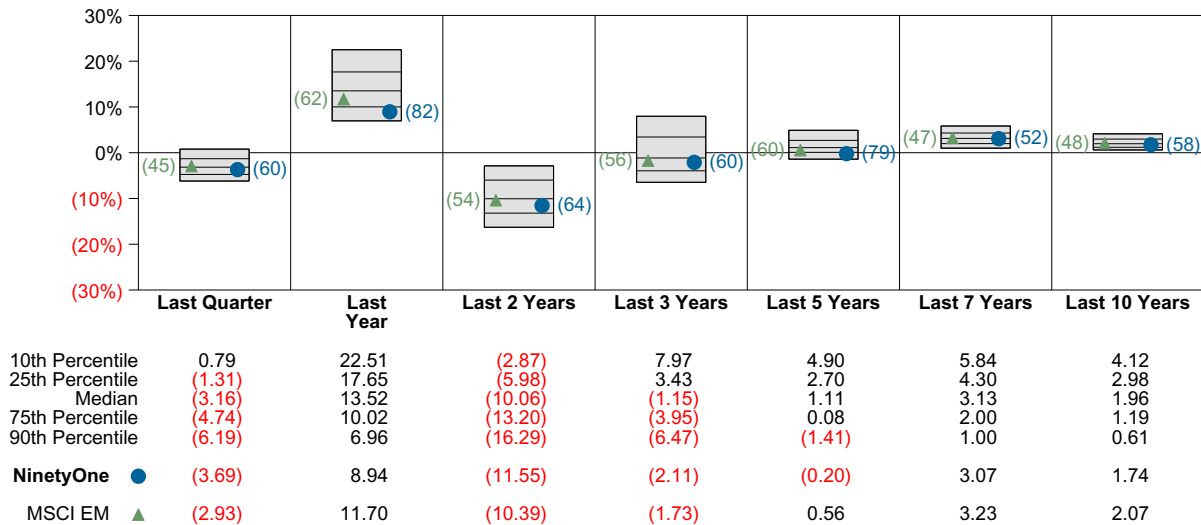 30%
20%
10%
0%
(10%)
(20%)
(30%)
(45) (60)
(62) (82)
(54) (64)
(56) (60)
(60) (79)
(47) (52)
(48) (58)
Last Quarter Last Year Last 2 Years Last 3 Years Last 5 Years Last 7 Years Last 10 Years
10th Percentile 0.79 22.51 (2.87) 7.97 4.90 5.84 4.12
25th Percentile (1.31) 17.65 (5.98) 3.43 2.70 4.30 2.98
Median (3.16) 13.52 (10.06) (1.15) 1.11 3.13 1.96
75th Percentile (4.74) 10.02 (13.20) (3.95) 0.08 2.00 1.19
90th Percentile (6.19) 6.96 (16.29) (6.47) (1.41) 1.00 0.61
NinetyOne (3.69) 8.94 (11.55) (2.11) (0.20) 3.07 1.74
MSCI EM (2.93) 11.70 (10.39) (1.73) 0.56 3.23 2.07